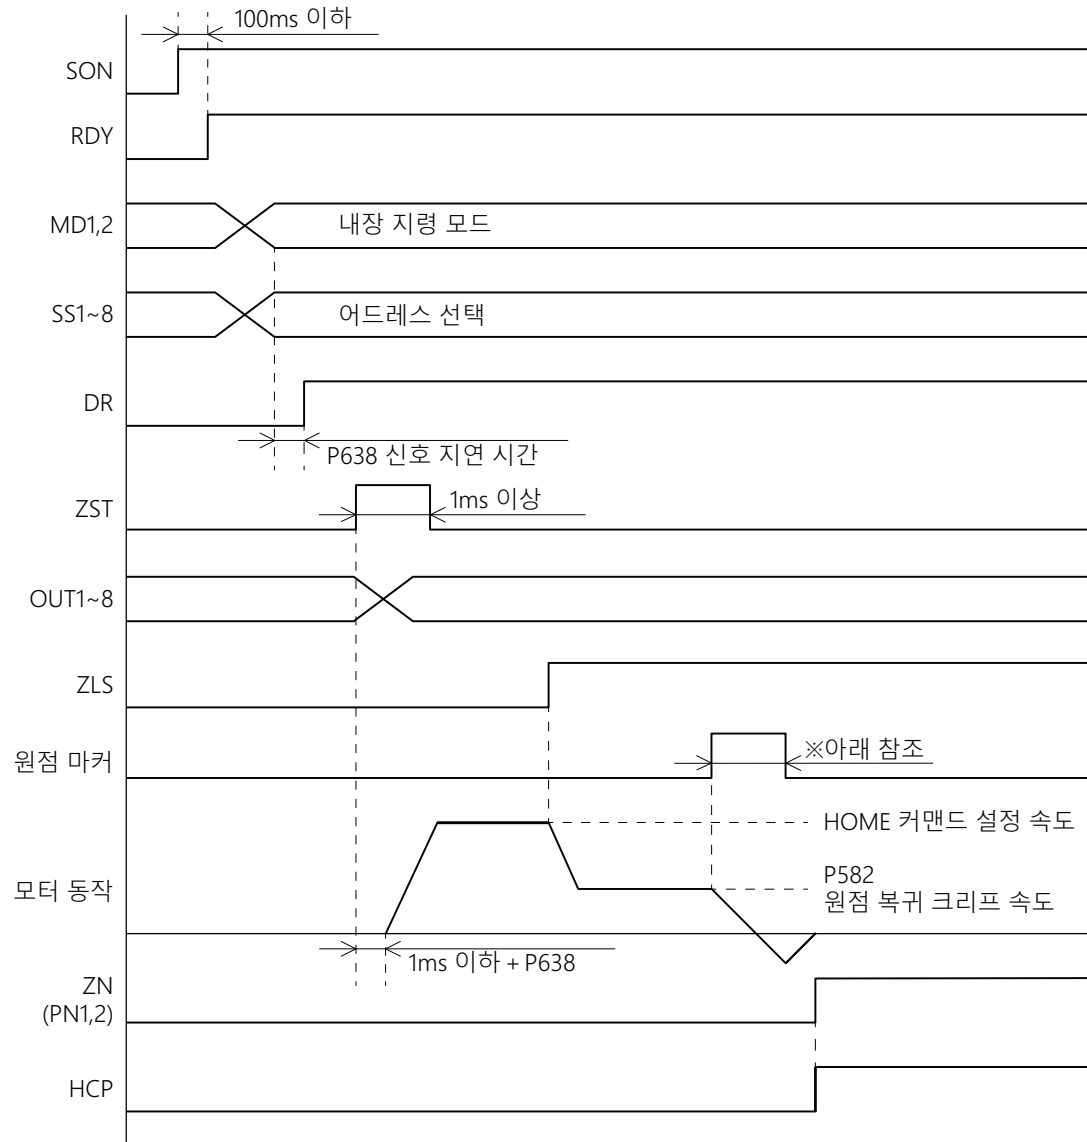 100ms 이하
SON
RDY
MD1,2
내장 지령 모드
SS1~8
어드레스 선택
DR
P638 신호 지연 시간
ZST
1ms 이상
OUT1~8
ZLS
원점 마커
※아래 참조
HOME 커맨드 설정 속도
모터 동작
P582
원점 복귀 크리프 속도
1ms 이하 + P638
ZN
(PN1,2)
HCP